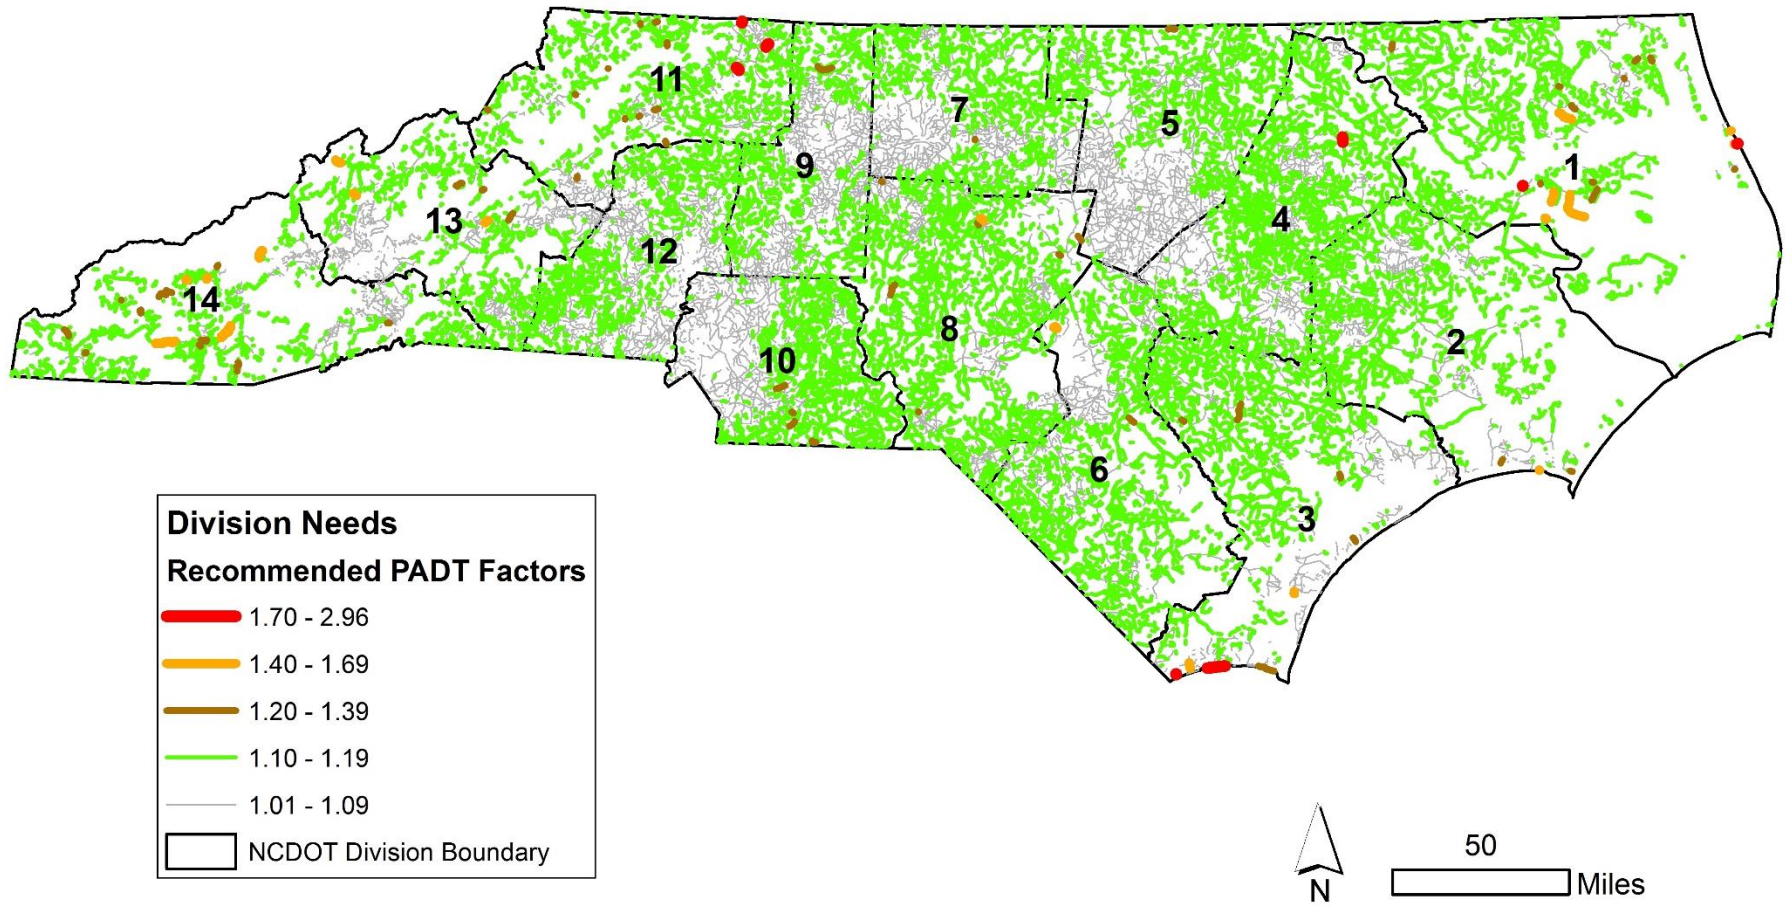 11
7
5
9
1
13
4
12
14
8
2
10
6
3
Division Needs
Recommended PADT Factors
1.70 - 2.96
1.40 - 1.69
1.20 - 1.39
1.10 - 1.19
1.01 - 1.09
NCDOT Division Boundary
N
50
Miles